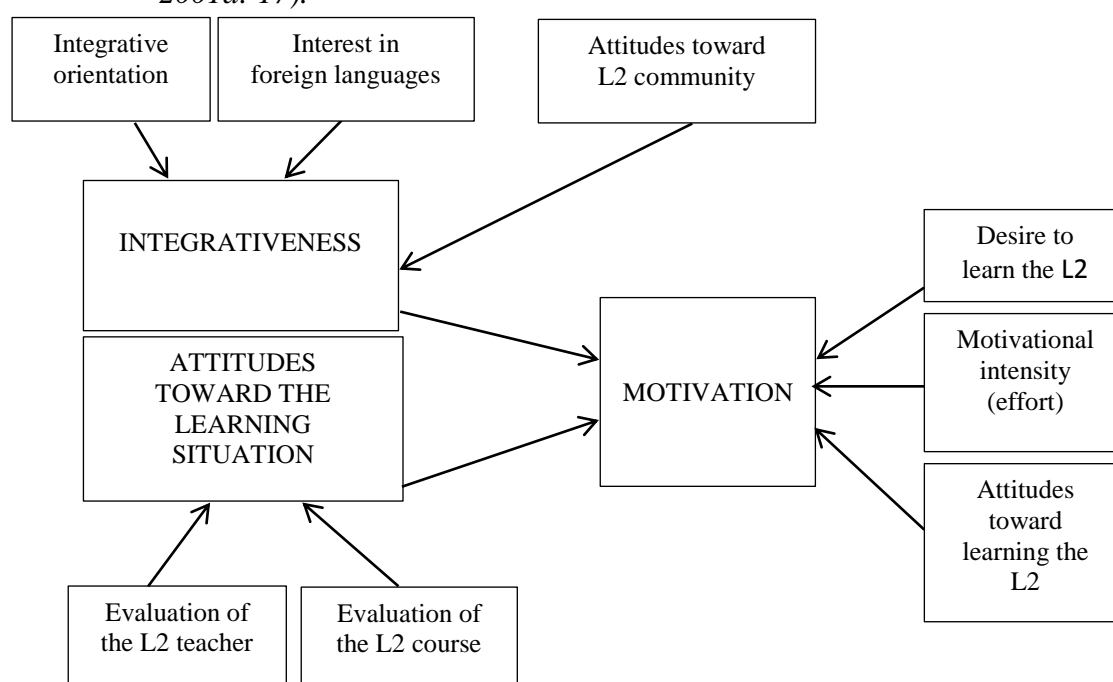 2001a: 17).
Integrative
orientation
Interest in
foreign languages
Attitudes toward
L2 community
INTEGRATIVENESS
Desire to
learn the L2
ATTITUDES
TOWARD THE
LEARNING
SITUATION
MOTIVATION
Motivational
intensity
(effort)
Attitudes
toward
learning the
L2
Evaluation of
the L2 teacher
Evaluation of
the L2 course